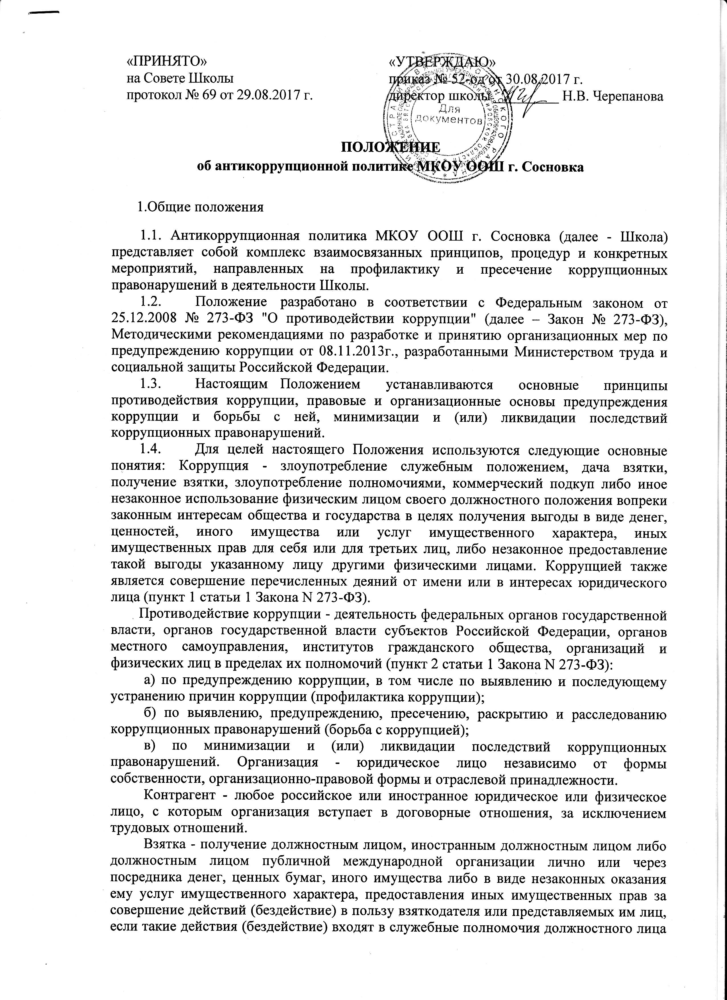 «ПРИНЯТО»
на Совете Школы
протокол № 69 от 29.08.2017 г.
«УТВЕРЖДАЮ»
приказ № 52-од от 30.08.2017 г.
директор школы __________ Н.В. Черепанова
Для
документов
ПОЛОЖЕНИЕ
об антикоррупционной политике МКОУ ООШ г. Сосновка
1.Общие положения
1.1. Антикоррупционная политика МКОУ ООШ г. Сосновка (далее - Школа)
представляет собой комплекс взаимосвязанных принципов, процедур и конкретных
мероприятий, направленных на профилактику и пресечение коррупционных
правонарушений в деятельности Школы.
1.2. Положение разработано в соответствии с Федеральным законом от
25.12.2008 № 273-ФЗ "О противодействии коррупции" (далее – Закон № 273-ФЗ),
Методическими рекомендациями по разработке и принятию организационных мер по
предупреждению коррупции от 08.11.2013г., разработанными Министерством труда и
социальной защиты Российской Федерации.
1.3. Настоящим Положением устанавливаются основные принципы
противодействия коррупции, правовые и организационные основы предупреждения
коррупции и борьбы с ней, минимизации и (или) ликвидации последствий
коррупционных правонарушений.
1.4. Для целей настоящего Положения используются следующие основные
понятия: Коррупция - злоупотребление служебным положением, дача взятки,
получение взятки, злоупотребление полномочиями, коммерческий подкуп либо иное
незаконное использование физическим лицом своего должностного положения вопреки
законным интересам общества и государства в целях получения выгоды в виде денег,
ценностей, иного имущества или услуг имущественного характера, иных
имущественных прав для себя или для третьих лиц, либо незаконное предоставление
такой выгоды указанному лицу другими физическими лицами. Коррупцией также
является совершение перечисленных деяний от имени или в интересах юридического
лица (пункт 1 статьи 1 Закона N 273-ФЗ).
Противодействие коррупции - деятельность федеральных органов государственной
власти, органов государственной власти субъектов Российской Федерации, органов
местного самоуправления, институтов гражданского общества, организаций и
физических лиц в пределах их полномочий (пункт 2 статьи 1 Закона N 273-ФЗ):
а) по предупреждению коррупции, в том числе по выявлению и последующему
устранению причин коррупции (профилактика коррупции);
б) по выявлению, предупреждению, пресечению, раскрытию и расследованию
коррупционных правонарушений (борьба с коррупцией);
в) по минимизации и (или) ликвидации последствий коррупционных
правонарушений. Организация - юридическое лицо независимо от формы
собственности, организационно-правовой формы и отраслевой принадлежности.
Контрагент - любое российское или иностранное юридическое или физическое
лицо, с которым организация вступает в договорные отношения, за исключением
трудовых отношений.
Взятка - получение должностным лицом, иностранным должностным лицом либо
должностным лицом публичной международной организации лично или через
посредника денег, ценных бумаг, иного имущества либо в виде незаконных оказания
ему услуг имущественного характера, предоставления иных имущественных прав за
совершение действий (бездействие) в пользу взяткодателя или представляемых им лиц,
если такие действия (бездействие) входят в служебные полномочия должностного лица